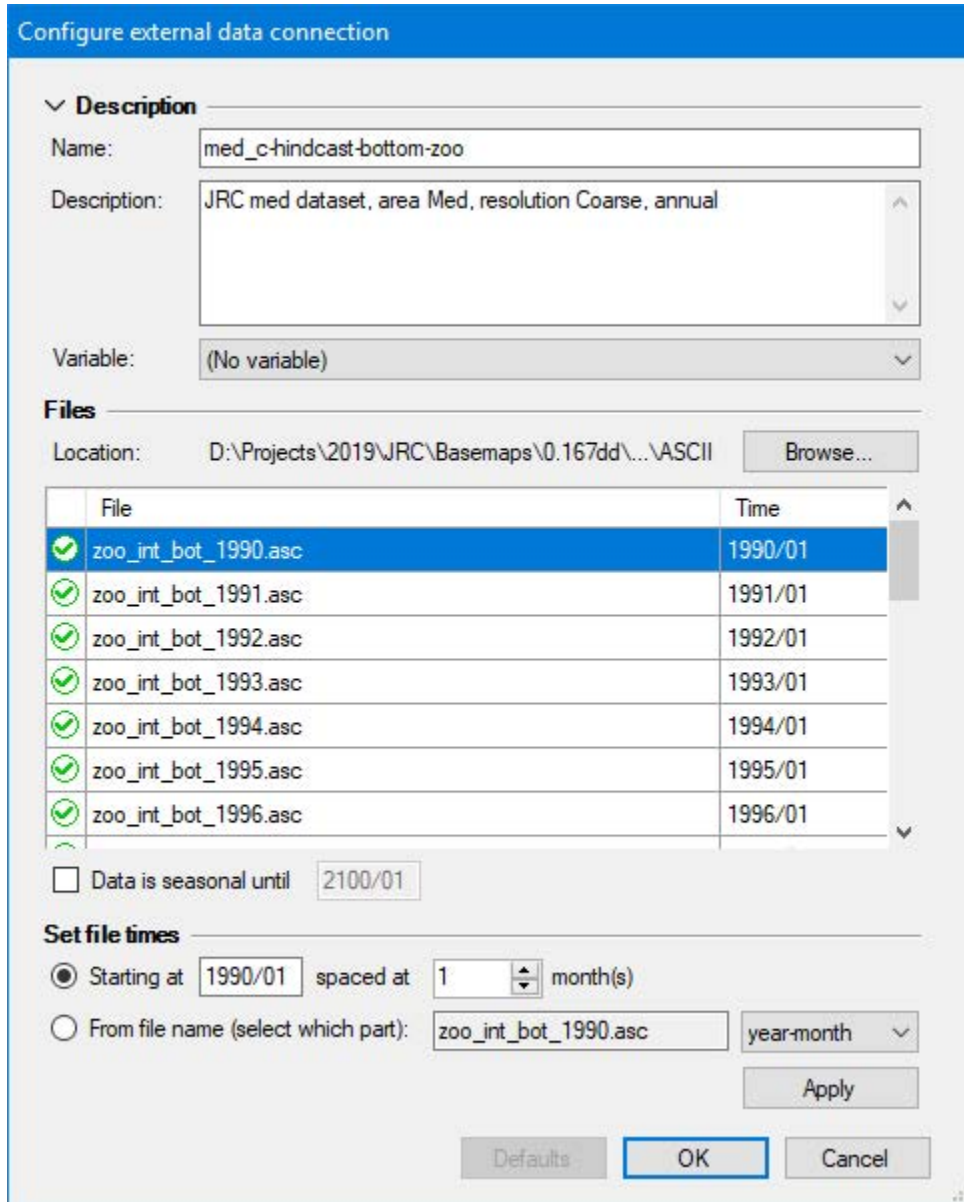 Configure external data connection
Description
Name: med_c-hindcast-bottom-zoo
Description: JRC med dataset, area Med, resolution Coarse, annual
Variable: (No variable)
Files
Location: D:\Projects\2019\JRC\Basemaps\0.167dd\...\ASCII Browse...
File Time
zoo_int_bot_1990.asc 1990/01
zoo_int_bot_1991.asc 1991/01
zoo_int_bot_1992.asc 1992/01
zoo_int_bot_1993.asc 1993/01
zoo_int_bot_1994.asc 1994/01
zoo_int_bot_1995.asc 1995/01
zoo_int_bot_1996.asc 1996/01
Data is seasonal until 2100/01
Set file times
Starting at 1990/01 spaced at 1 month(s)
From file name (select which part): zoo_int_bot_1990.asc year-month
Apply
Defaults OK Cancel